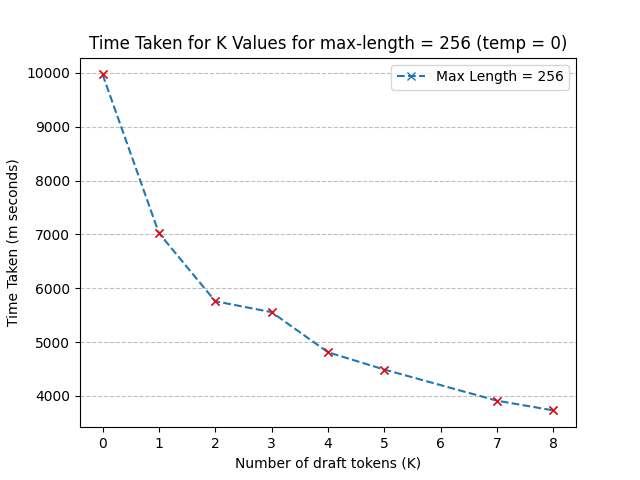 Time Taken for K Values for max-length = 256 (temp = 0)
Max Length = 256
Time Taken (m seconds)
10000
9000
8000
7000
6000
5000
4000
0 1 2 3 4 5 6 7 8
Number of draft tokens (K)